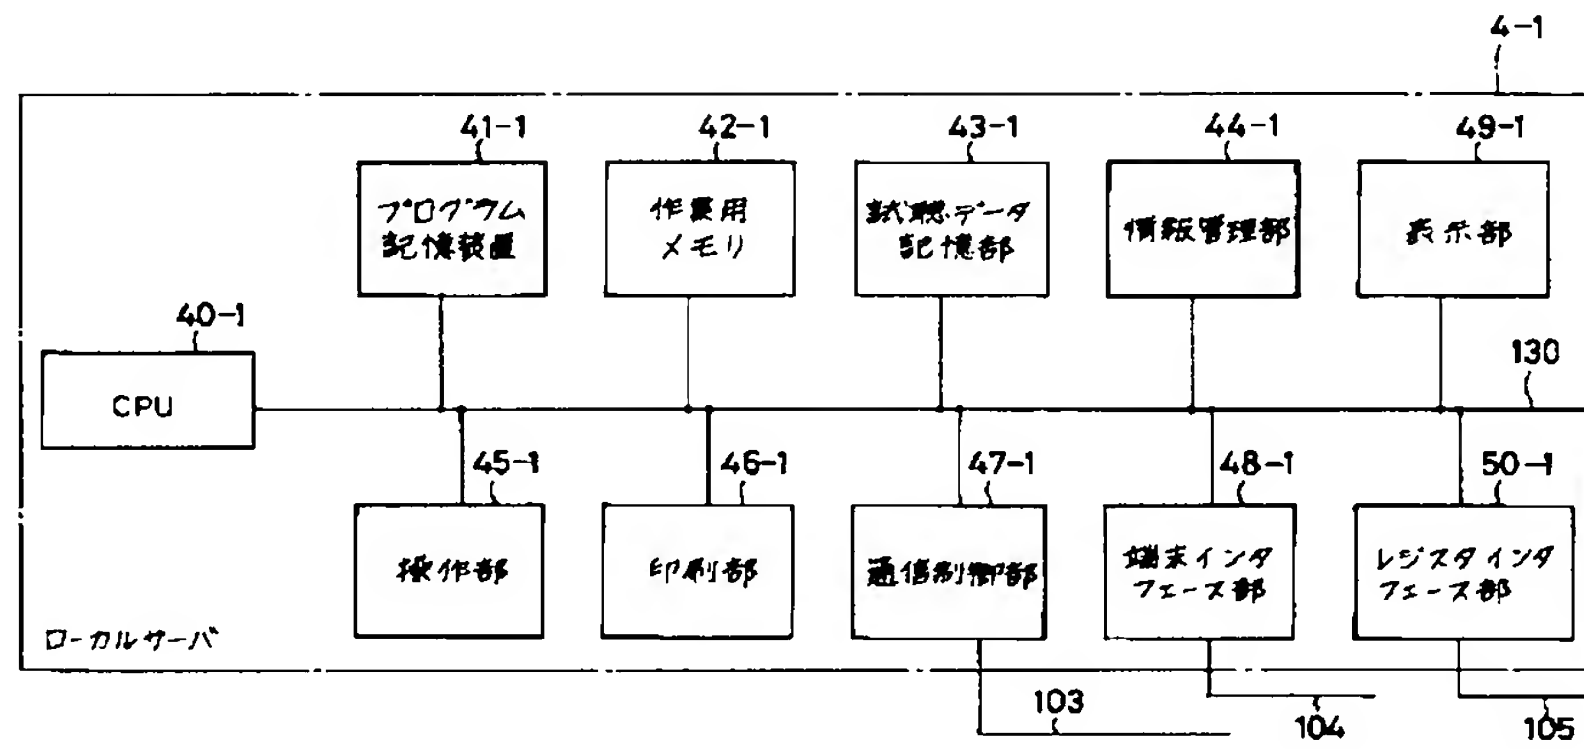 4-1
41-1
42-1
43-1
44-1
49-1
プログラム
記憶装置
作業用
メモリ
試聴データ
記憶部
情報管理部
表示部
40-1
CPU
130
45-1
46-1
47-1
48-1
50-1
操作部
印刷部
通信制御部
端末インタ
フェース部
レジスタインタ
フェース部
ローカルサーバ
103
104
105